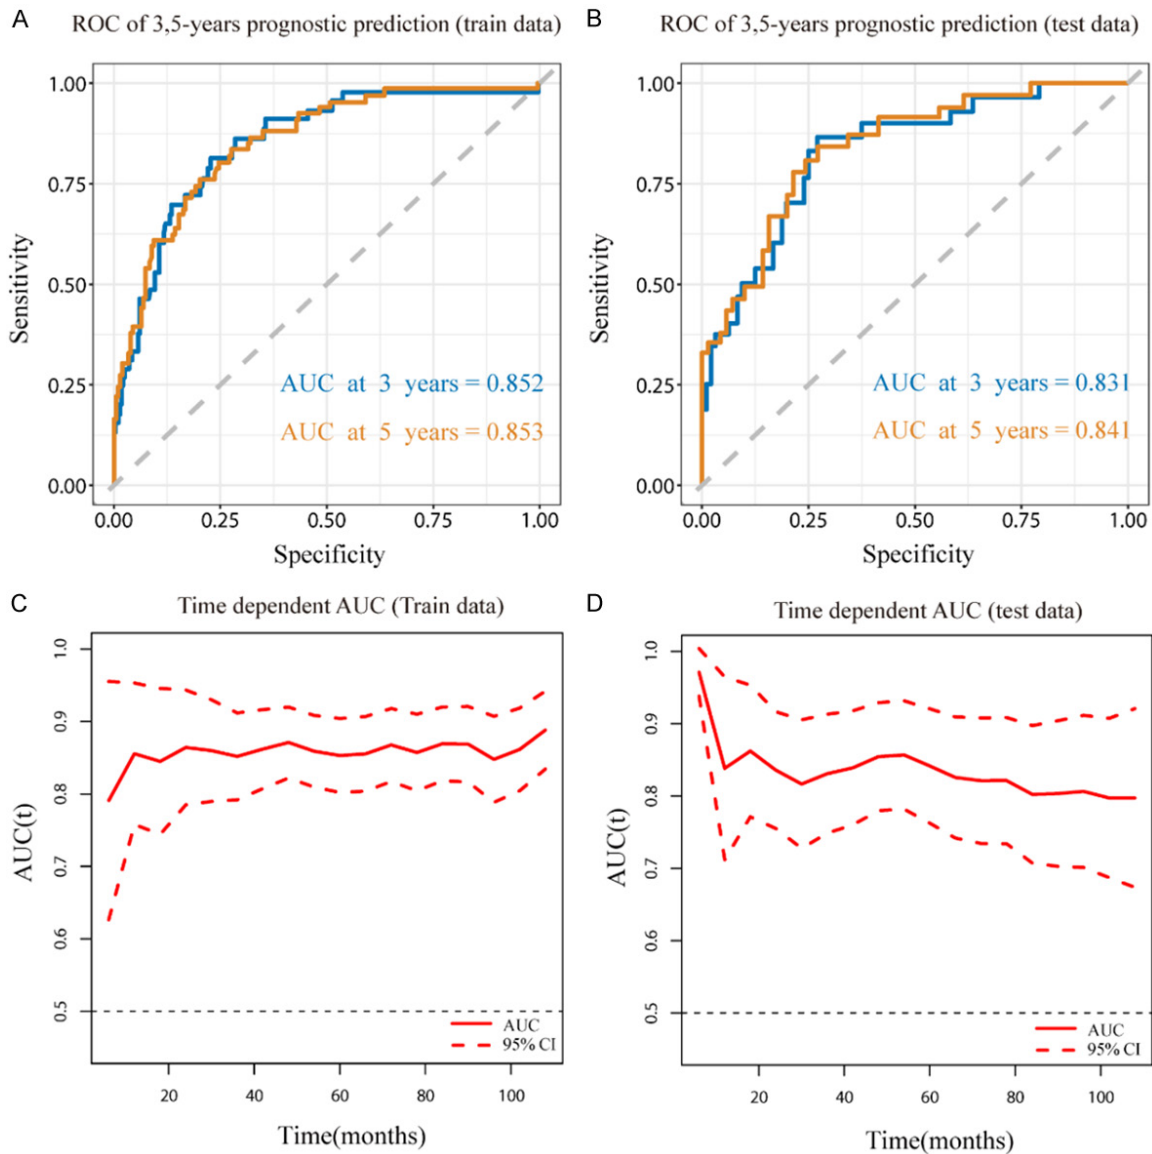 A
ROC of 3,5-years prognostic prediction (train data)
1.00
0.75
0.50
0.25
0.00
Sensitivity
AUC at 3 years = 0.852
AUC at 5 years = 0.853
0.00 0.25 0.50 0.75 1.00
Specificity
B
ROC of 3,5-years prognostic prediction (test data)
1.00
0.75
0.50
0.25
0.00
Sensitivity
AUC at 3 years = 0.831
AUC at 5 years = 0.841
0.00 0.25 0.50 0.75 1.00
Specificity
C
Time dependent AUC (Train data)
1.0
0.9
0.8
0.7
0.6
0.5
AUC(t)
AUC
95% CI
20 40 60 80 100
Time(months)
D
Time dependent AUC (test data)
1.0
0.9
0.8
0.7
0.6
0.5
AUC(t)
AUC
95% CI
20 40 60 80 100
Time(months)